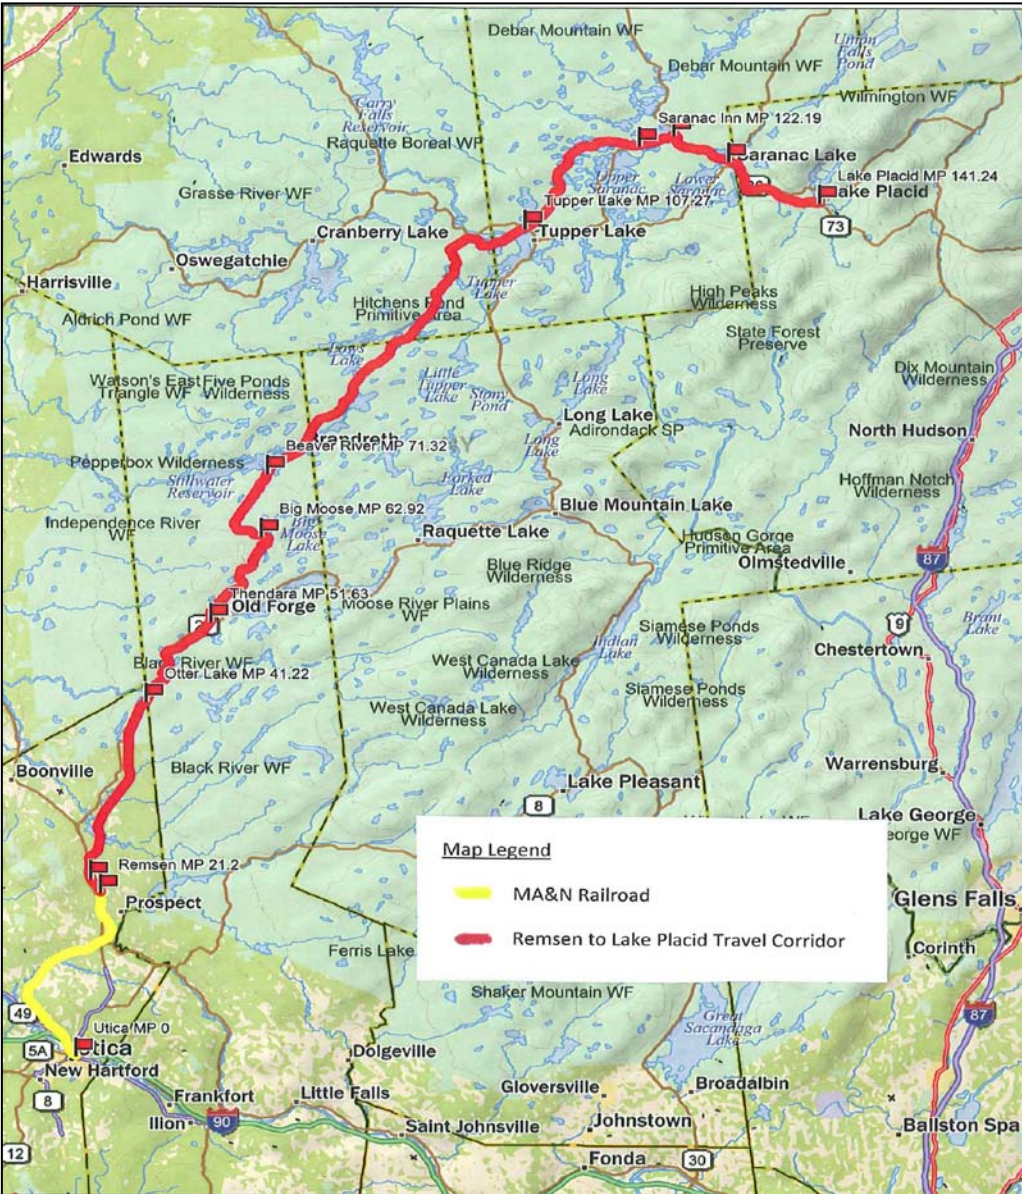 Debar Mountain WF
Union
Falls
Pond
Debar Mountain WF
Wilmington WF
Carry
Falls
Reservoir
Saranac Inn MP 122.19
Raquette Boreal WF
Edwards
Saranac Lake
Grasse River WF
Upper
Saranac
Lower
Saranac
Lake Placid MP 141.24
Lake Placid
Tupper Lake MP 107.27
73
Cranberry Lake
Tupper Lake
Oswegatchie
Harrisville
Tupper
Lake
High Peaks
Wilderness
Hitchens Pond
Primitive Area
Aldrich Pond WF
State Forest
Preserve
Lows
Lake
Dix Mountain
Wilderness
Watson's East
Triangle WF
Five Ponds
Wilderness
Little
Tupper
Lake
Stony
Pond
Long
Lake
Long Lake
Adirondack SP
Brandreth
Beaver River MP 71.32
Long
Lake
North Hudson
Pepperbox Wilderness
Stillwater
Reservoir
Forked
Lake
Hoffman Notch
Wilderness
Big Moose MP 62.92
Big
Moose
Lake
Blue Mountain Lake
Independence River
WF
Raquette Lake
Hudson Gorge
Primitive Area
Olmstedville
87
Blue Ridge
Wilderness
Thendara MP 51.63
Old Forge
Moose River Plains
WF
Siamese Ponds
Wilderness
9
Brant
Lake
Indian
Lake
Chestertown
Black River WF
Otter Lake MP 41.22
West Canada Lake
Wilderness
Siamese Ponds
Wilderness
West Canada Lake
Wilderness
Boonville
Black River WF
Warrensburg
Lake Pleasant
8
Lake George
George WF
Map Legend
MA&N Railroad
Remsen to Lake Placid Travel Corridor
Remsen MP 21.2
Prospect
Glens Falls
Ferris Lake
Corinth
Shaker Mountain WF
49
87
Great
Sacandaga
Lake
Utica MP 0
Utica
5A
New Hartford
Dolgeville
8
Gloversville
Broadalbin
Frankfort
Little Falls
Ilion
90
Saint Johnsville
Johnstown
Ballston Spa
12
Fonda
30